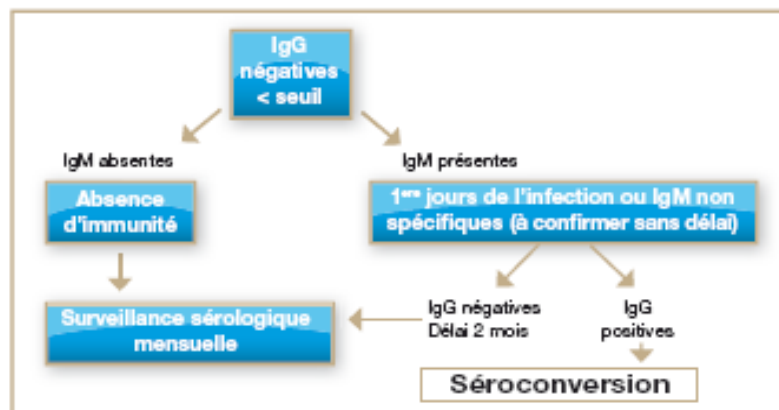 IgG
négatives
< seuil
IgM absentes
IgM présentes
Absence
d'immunité
1ers jours de l'infection ou IgM non
spécifiques (à confirmer sans délai)
Surveillance sérologique
mensuelle
IgG négatives
Délai 2 mois
IgG
positives
Séroconversion